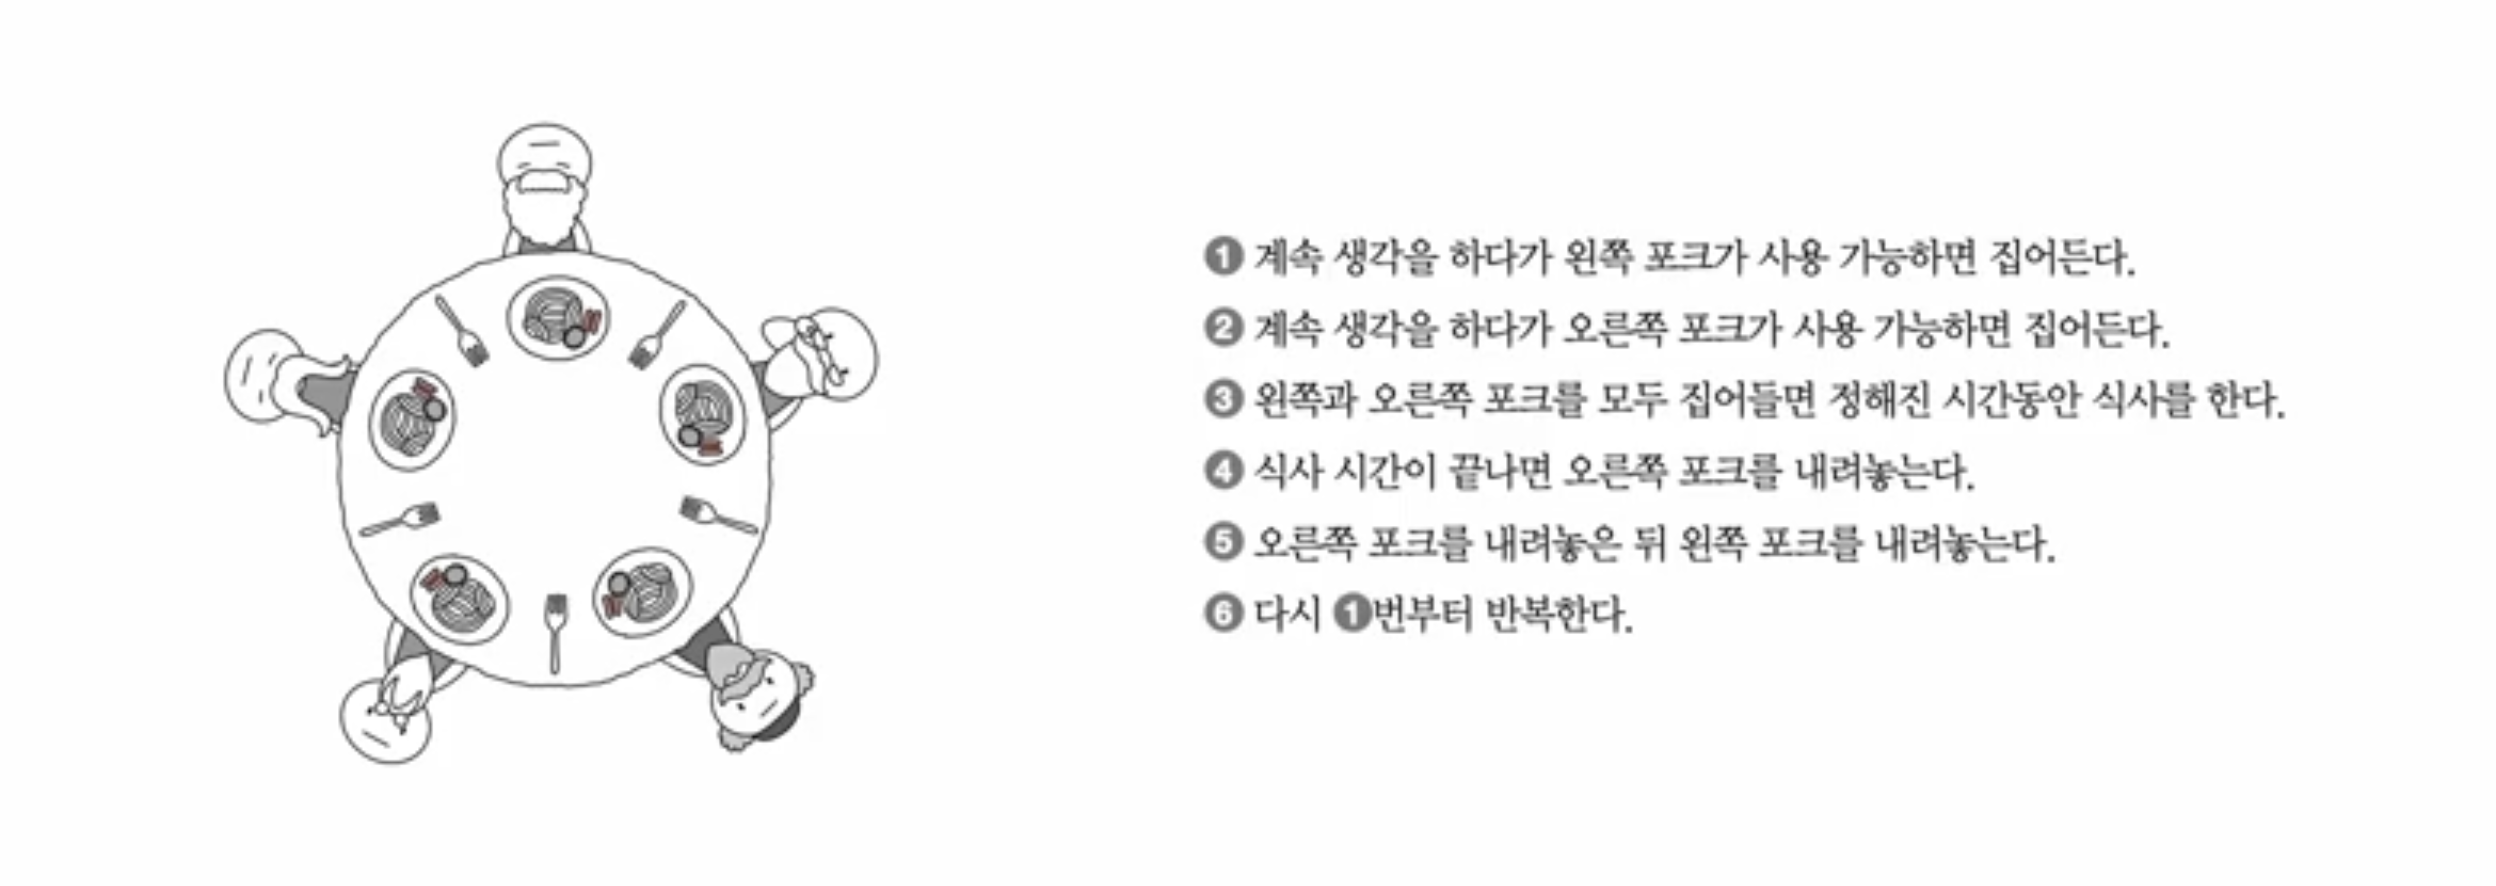 ❶ 계속 생각을 하다가 왼쪽 포크가 사용 가능하면 집어든다.
❷ 계속 생각을 하다가 오른쪽 포크가 사용 가능하면 집어든다.
❸ 왼쪽과 오른쪽 포크를 모두 집어들면 정해진 시간동안 식사를 한다.
❹ 식사 시간이 끝나면 오른쪽 포크를 내려놓는다.
❺ 오른쪽 포크를 내려놓은 뒤 왼쪽 포크를 내려놓는다.
❻ 다시 ❶번부터 반복한다.